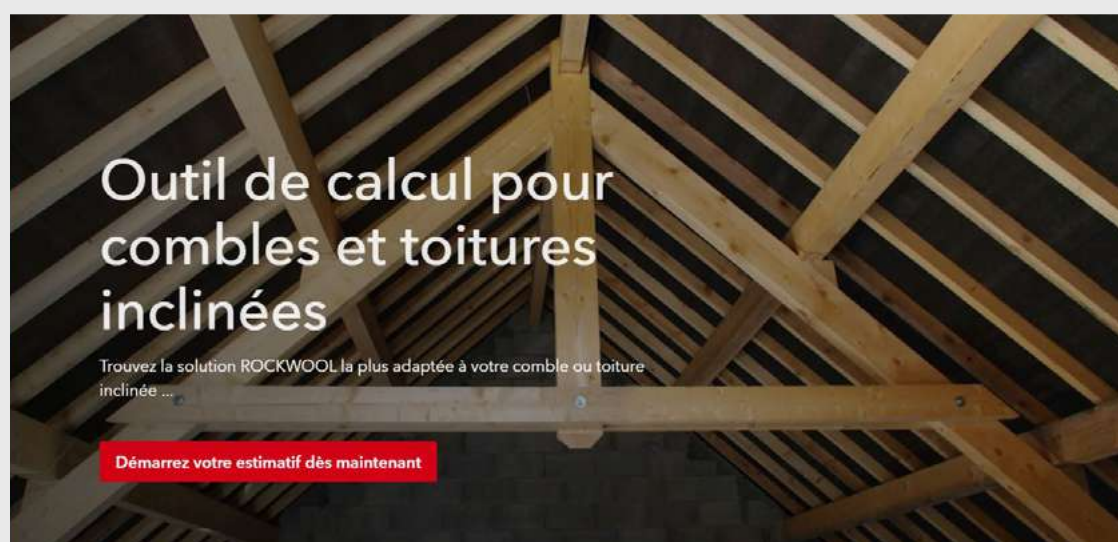 Outil de calcul pour
combles et toitures
inclinées
Trouvez la solution ROCKWOOL la plus adaptée à votre comble ou toiture
inclinée ...
Démarrez votre estimatif dès maintenant